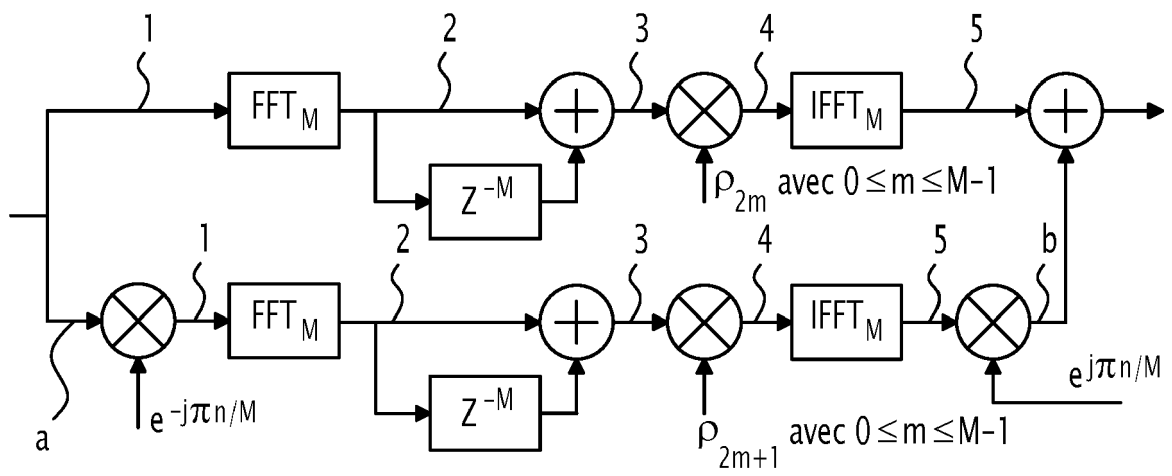 1 2 3 4 5
FFT_M IFFT_M
Z^-M
ρ_2m avec 0 ≤ m ≤ M-1
1 2 3 4 5 b
FFT_M IFFT_M
a e^-jπn/M Z^-M ρ_2m+1 avec 0 ≤ m ≤ M-1 e^jπn/M